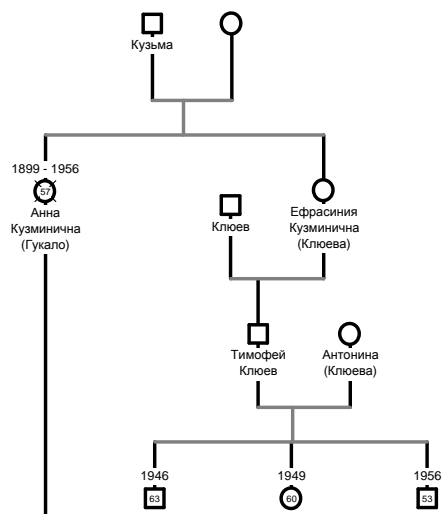 Кузьма
1899 - 1956
57
Анна
Кузминична
(Гукало)
Клюев
Ефрасиния
Кузминична
(Клюева)
Тимофей
Клюев
Антонина
(Клюева)
1946
1949
1956
63
60
53